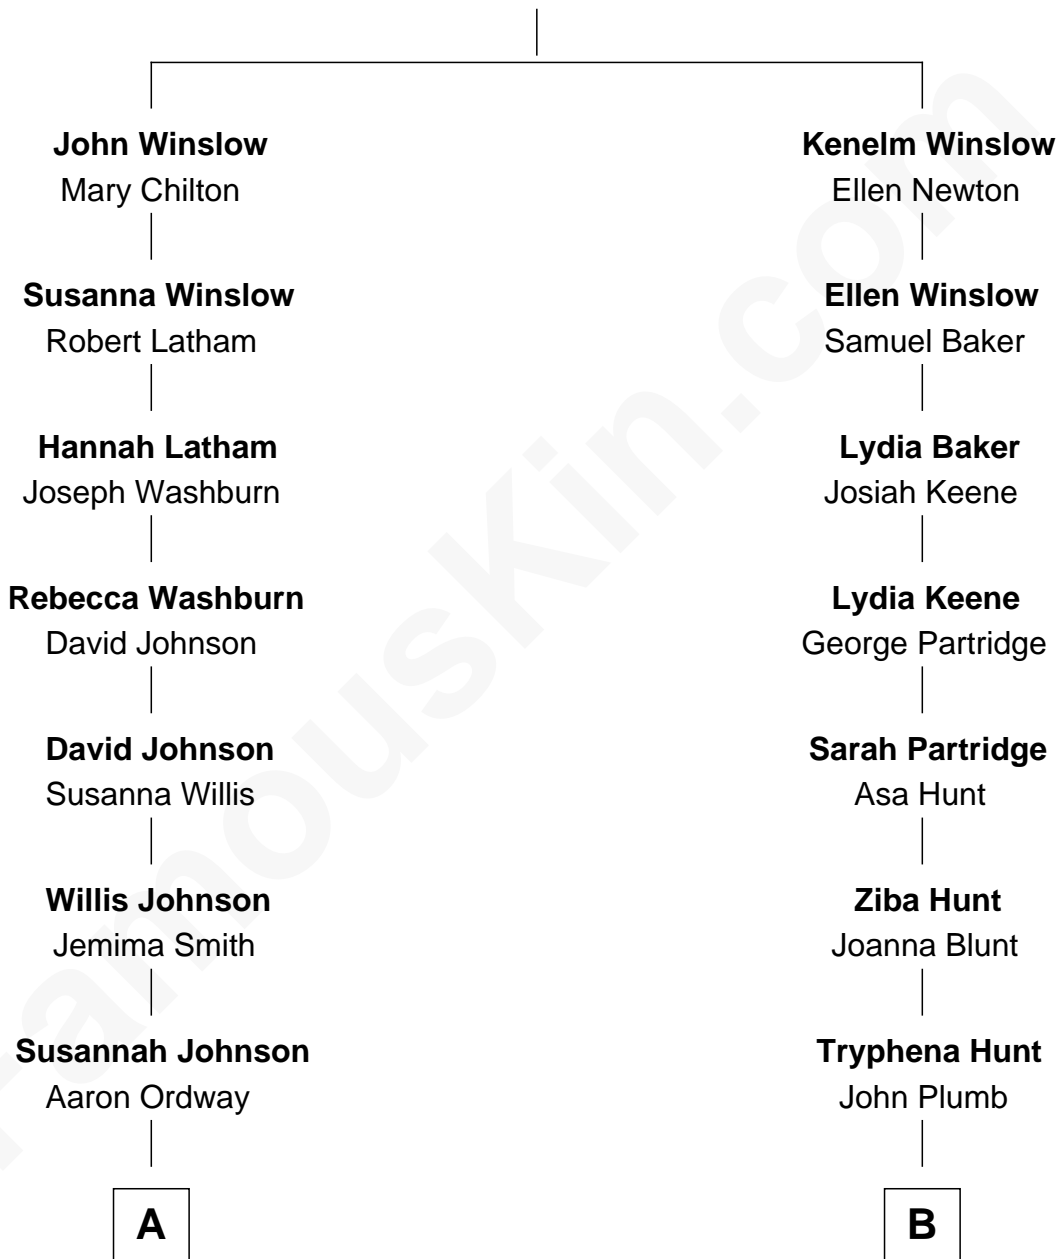 John Winslow
Mary Chilton
Susanna Winslow
Robert Latham
Hannah Latham
Joseph Washburn
Rebecca Washburn
David Johnson
David Johnson
Susanna Willis
Willis Johnson
Jemima Smith
Susannah Johnson
Aaron Ordway
A
Kenelm Winslow
Ellen Newton
Ellen Winslow
Samuel Baker
Lydia Baker
Josiah Keene
Lydia Keene
George Partridge
Sarah Partridge
Asa Hunt
Ziba Hunt
Joanna Blunt
Tryphena Hunt
John Plumb
B
FamousKin.com